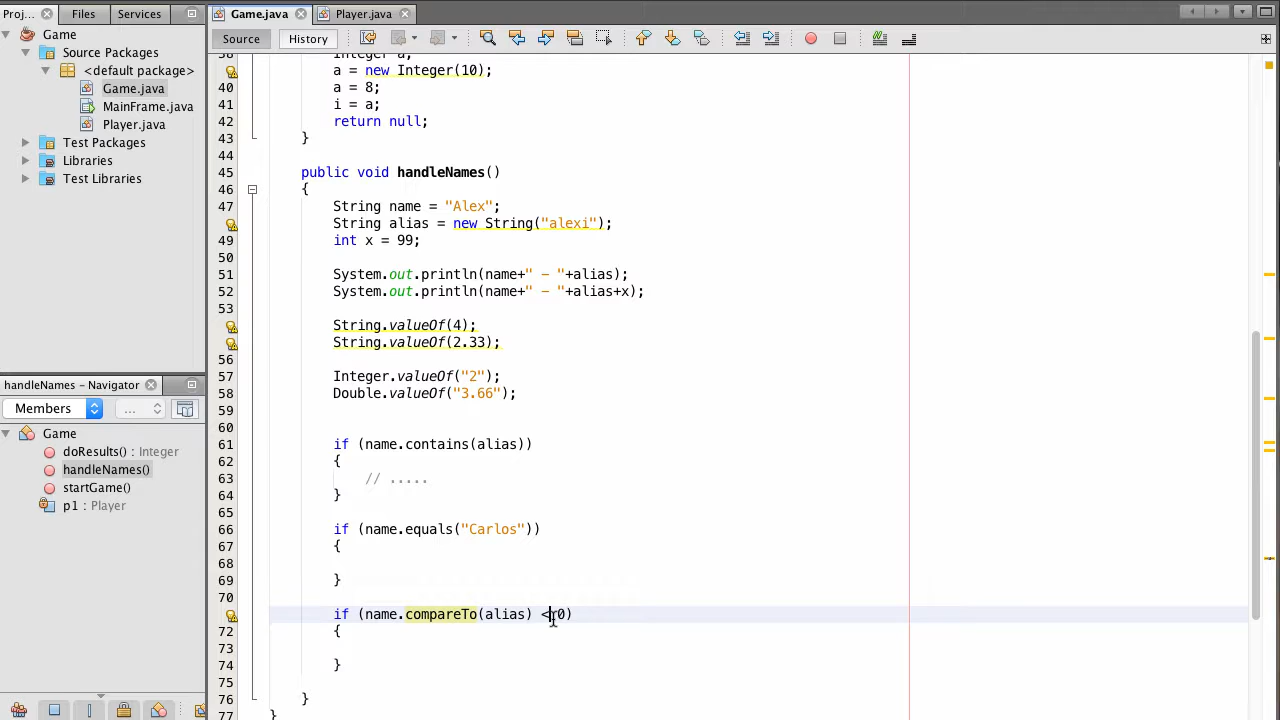 Proj... Files Services
Game
Source Packages
<default package>
Game.java
MainFrame.java
Player.java
Test Packages
Libraries
Test Libraries
handleNames - Navigator
Members ...
Game
doResults() : Integer
handleNames()
startGame()
p1 : Player
Game.java Player.java
Source History
38 Integer a;
a = new Integer(10);
40 a = 8;
41 i = a;
42 return null;
43 }
44
45 public void handleNames()
46 {
47 String name = "Alex";
String alias = new String("alexi");
49 int x = 99;
50
51 System.out.println(name+" - "+alias);
52 System.out.println(name+" - "+alias+x);
53
String.valueOf(4);
String.valueOf(2.33);
56
57 Integer.valueOf("2");
58 Double.valueOf("3.66");
59
60
61 if (name.contains(alias))
62 {
63 // .....
64 }
65
66 if (name.equals("Carlos"))
67 {
68
69 }
70
if (name.compareTo(alias) < 0)
72 {
73
74 }
75
76 }
77 }